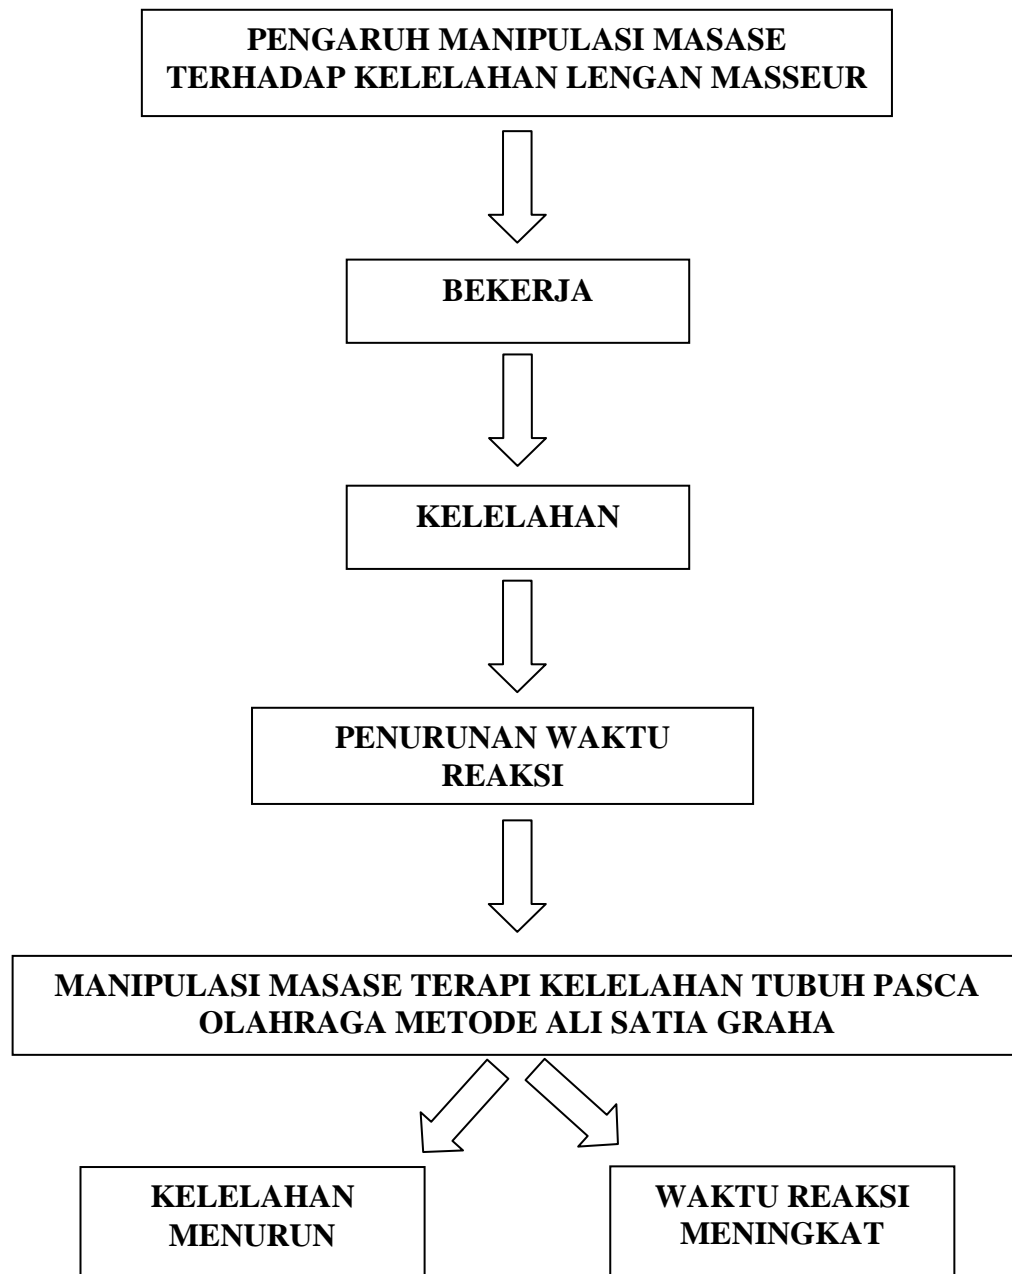 PENGARUH MANIPULASI MASASE
TERHADAP KELELAHAN LENGAN MASSEUR
BEKERJA
KELELAHAN
PENURUNAN WAKTU
REAKSI
MANIPULASI MASASE TERAPI KELELAHAN TUBUH PASCA
OLAHRAGA METODE ALI SATIA GRAHA
KELELAHAN
MENURUN
WAKTU REAKSI
MENINGKAT